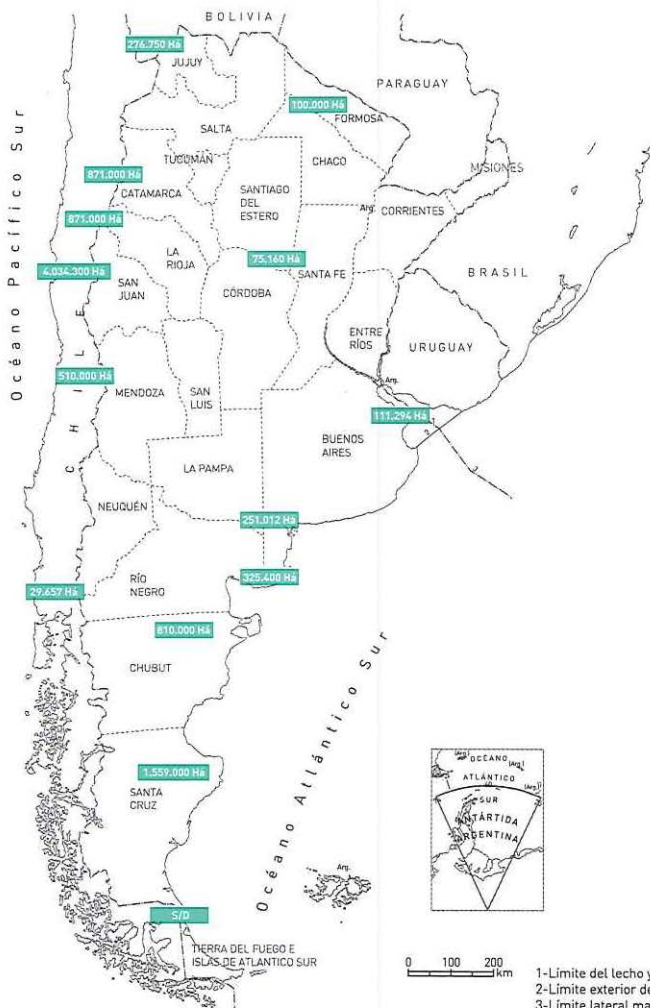 BOLIVIA
276.750 Há
JUJUY
PARAGUAY
100.000 Há
FORMOSA
SALTA
CHACO
TUCUMÁN
MISIONES
871.000 Há
CATAMARCA
SANTIAGO
DEL
ESTERO
Arg.
CORRIENTES
871.000 Há
LA
RIOJA
75.160 Há
SANTA FE
BRASIL
4.034.300 Há
SAN
JUAN
CÓRDOBA
ENTRE
RÍOS
URUGUAY
Océano Pacífico Sur
CHILE
510.000 Há
MENDOZA
SAN
LUIS
Arg.
111.294 Há
2
3
BUENOS
AIRES
LA PAMPA
NEUQUÉN
251.012 Há
325.400 Há
29.657 Há
RÍO
NEGRO
810.000 Há
CHUBUT
Océano Atlántico Sur
1.559.000 Há
SANTA
CRUZ
(Arg.)
OCÉANO
(Arg.)
ATLÁNTICO
(Arg.)
SUR
ANTÁRTIDA
ARGENTINA
Arg.
S/D
TIERRA DEL FUEGO E
ISLAS DE ATLANTICO SUR
0 100 200
km
1-Límite del lecho y
2-Límite exterior de
3-Límite lateral ma